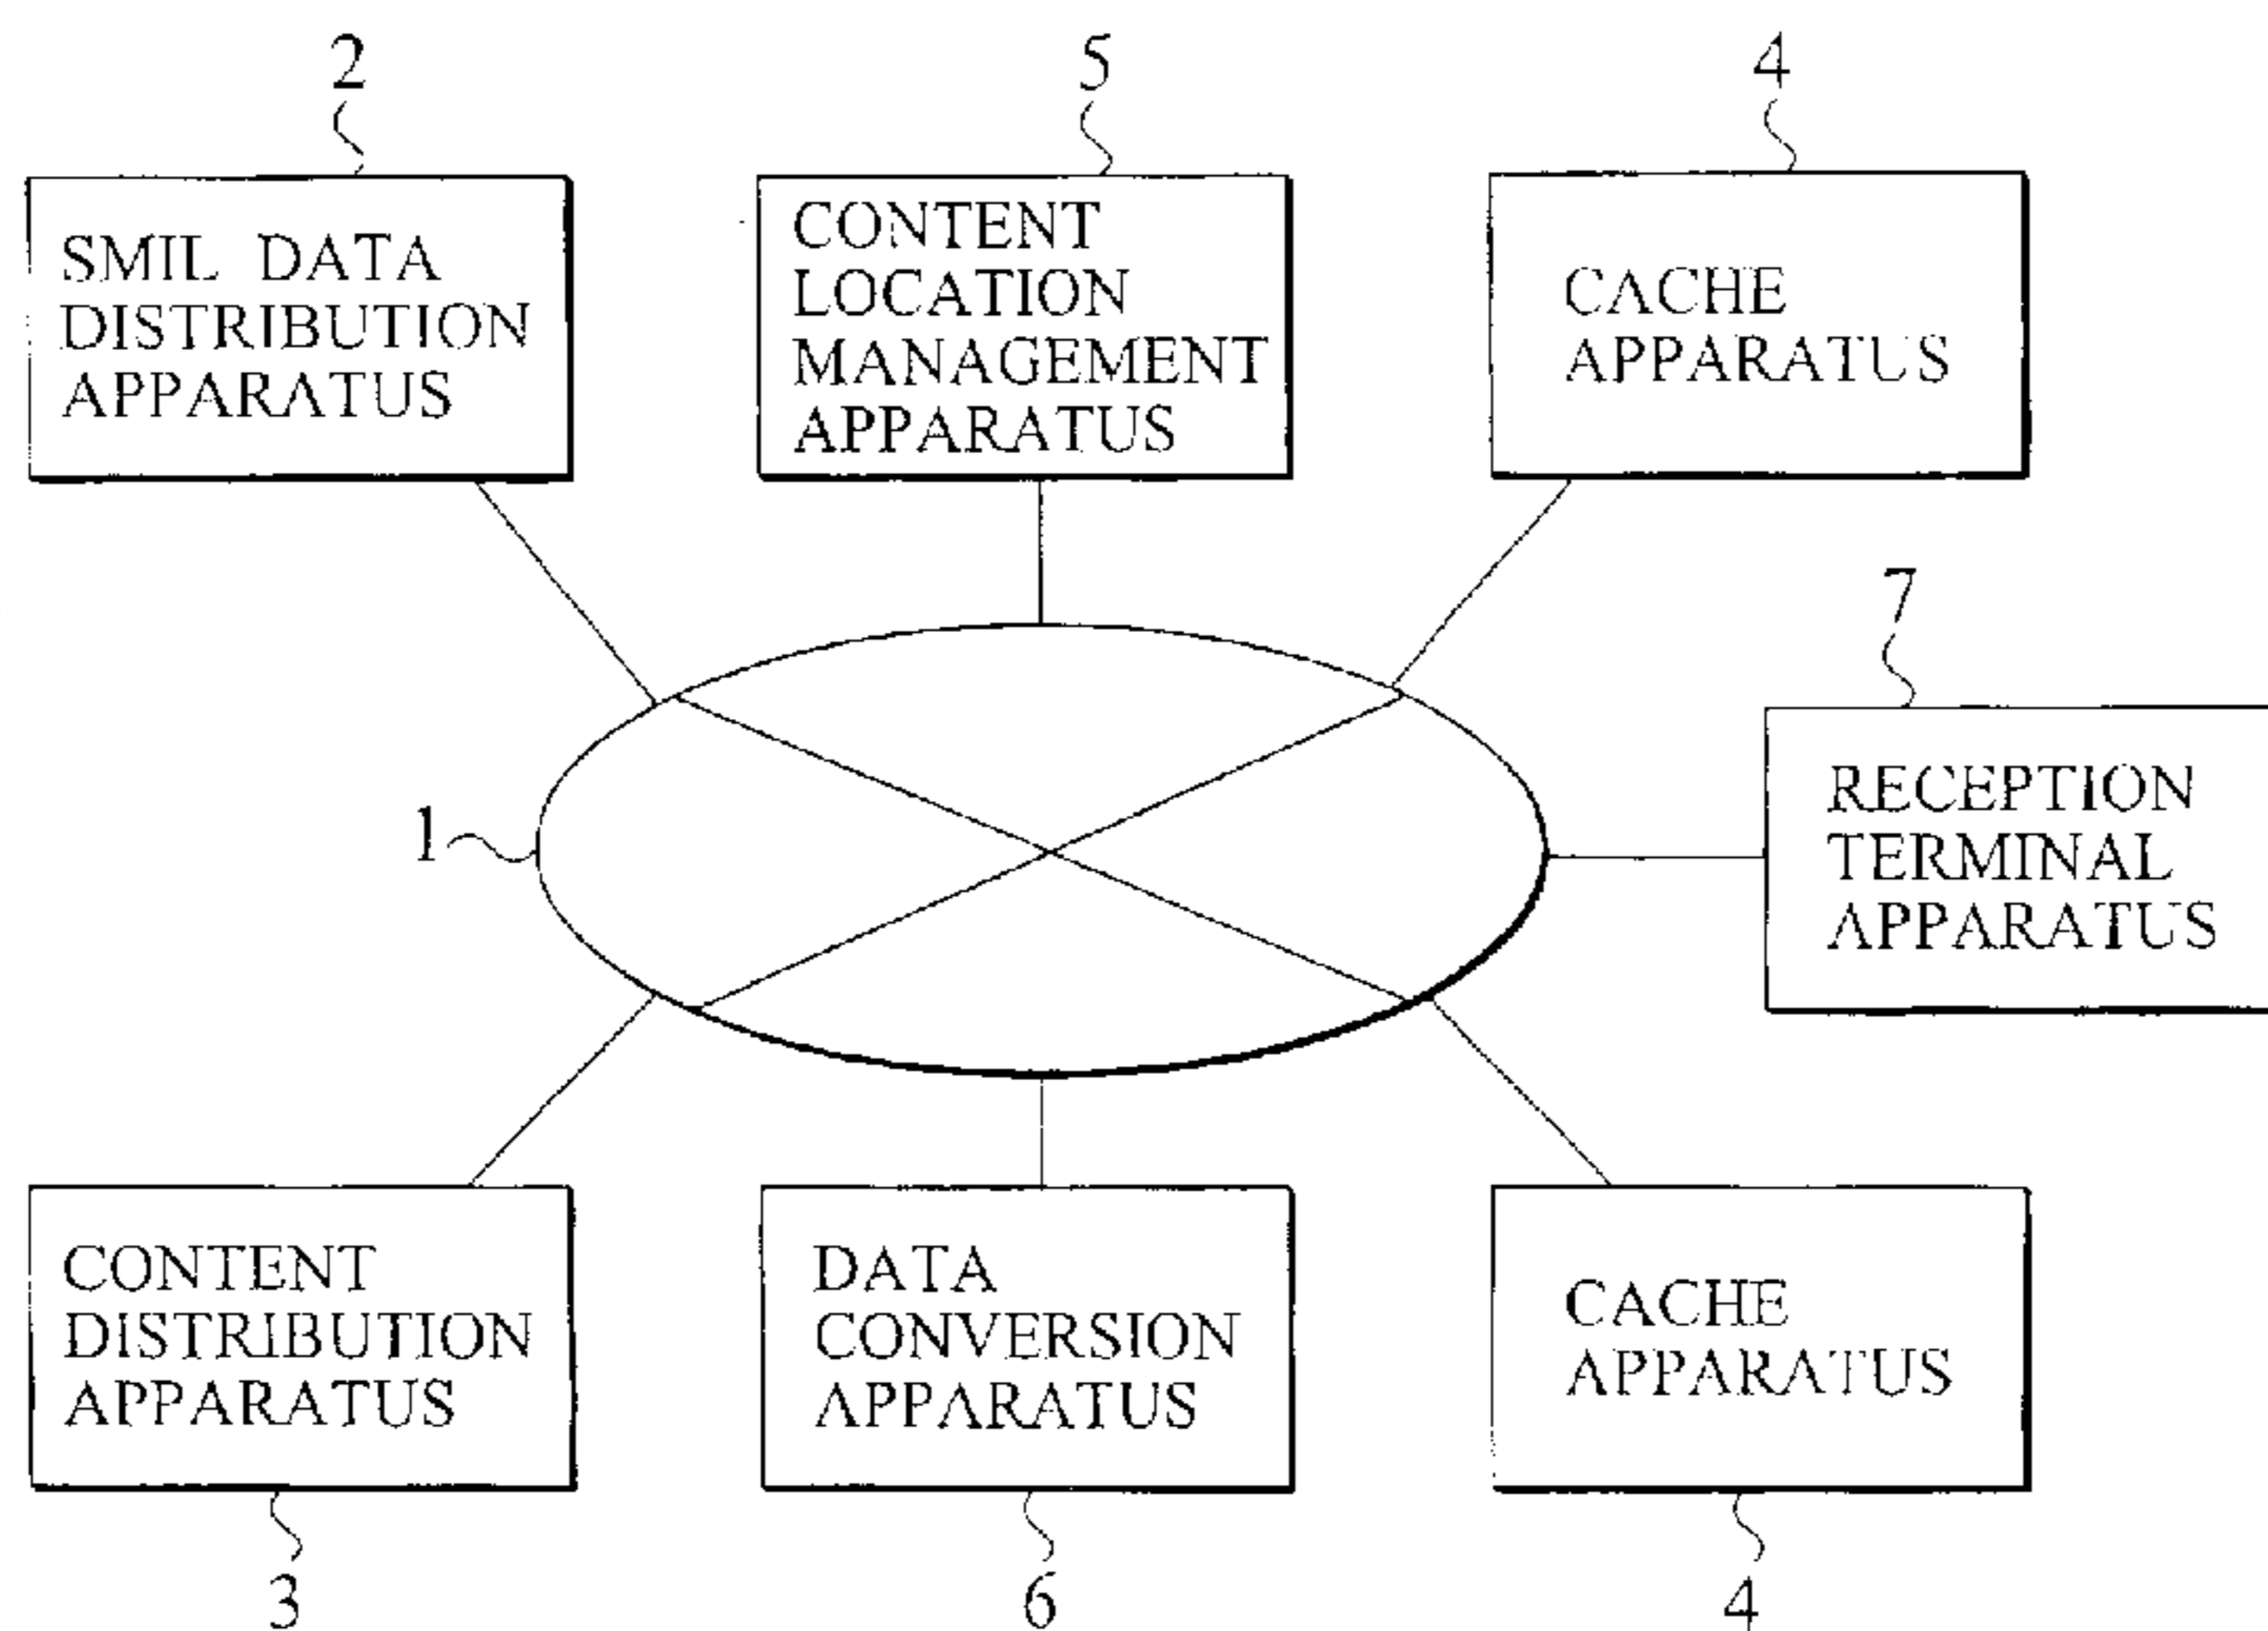 2
5
4
SMIL DATA
DISTRIBUTION
APPARATUS
CONTENT
LOCATION
MANAGEMENT
APPARATUS
CACHE
APPARATUS
7
1
RECEPTION
TERMINAL
APPARATUS
CONTENT
DISTRIBUTION
APPARATUS
DATA
CONVERSION
APPARATUS
CACHE
APPARATUS
3
6
4